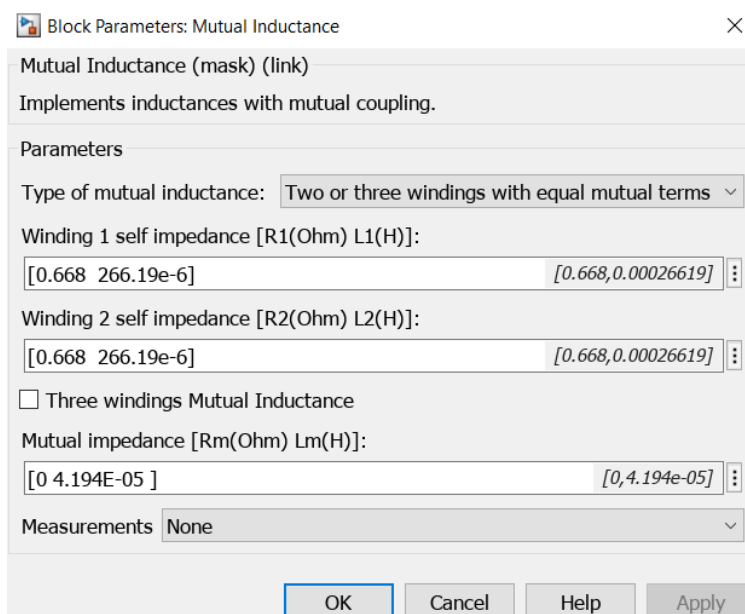 Block Parameters: Mutual Inductance
Mutual Inductance (mask) (link)
Implements inductances with mutual coupling.
Parameters
Type of mutual inductance: Two or three windings with equal mutual terms
Winding 1 self impedance [R1(Ohm) L1(H)]:
[0.668  266.19e-6] [0.668,0.00026619]
Winding 2 self impedance [R2(Ohm) L2(H)]:
[0.668  266.19e-6] [0.668,0.00026619]
Three windings Mutual Inductance
Mutual impedance [Rm(Ohm) Lm(H)]:
[0 4.194E-05 ] [0,4.194e-05]
Measurements None
OK Cancel Help Apply